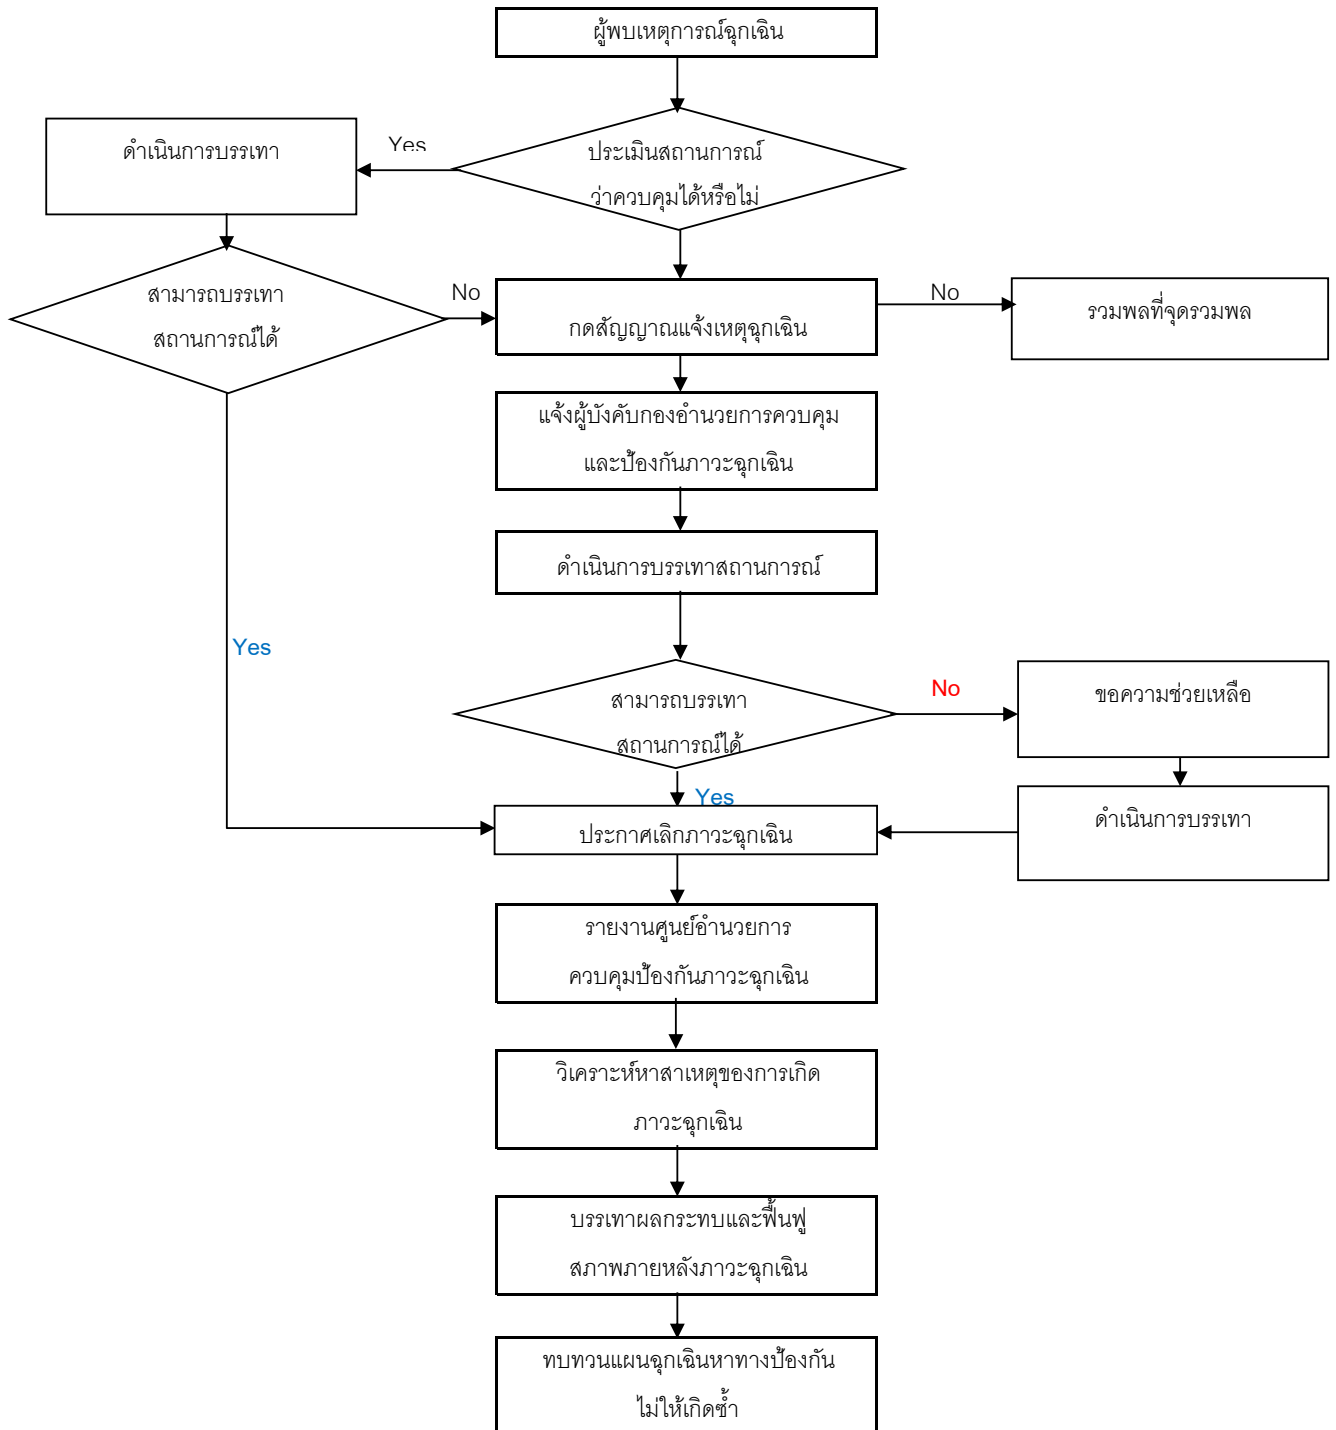 ผู้พบเหตุการณ์ฉุกเฉิน
ประเมินสถานการณ์
ว่าควบคุมได้หรือไม่
Yes
ดำเนินการบรรเทา
สามารถบรรเทา
สถานการณ์ได้
No
กดสัญญาณแจ้งเหตุฉุกเฉิน
No
รวมพลที่จุดรวมพล
แจ้งผู้บังคับกองอำนวยการควบคุม
และป้องกันภาวะฉุกเฉิน
ดำเนินการบรรเทาสถานการณ์
Yes
สามารถบรรเทา
สถานการณ์ได้
No
ขอความช่วยเหลือ
Yes
ดำเนินการบรรเทา
ประกาศเลิกภาวะฉุกเฉิน
รายงานศูนย์อำนวยการ
ควบคุมป้องกันภาวะฉุกเฉิน
วิเคราะห์หาสาเหตุของการเกิด
ภาวะฉุกเฉิน
บรรเทาผลกระทบและฟื้นฟู
สภาพภายหลังภาวะฉุกเฉิน
ทบทวนแผนฉุกเฉินหาทางป้องกัน
ไม่ให้เกิดซ้ำ